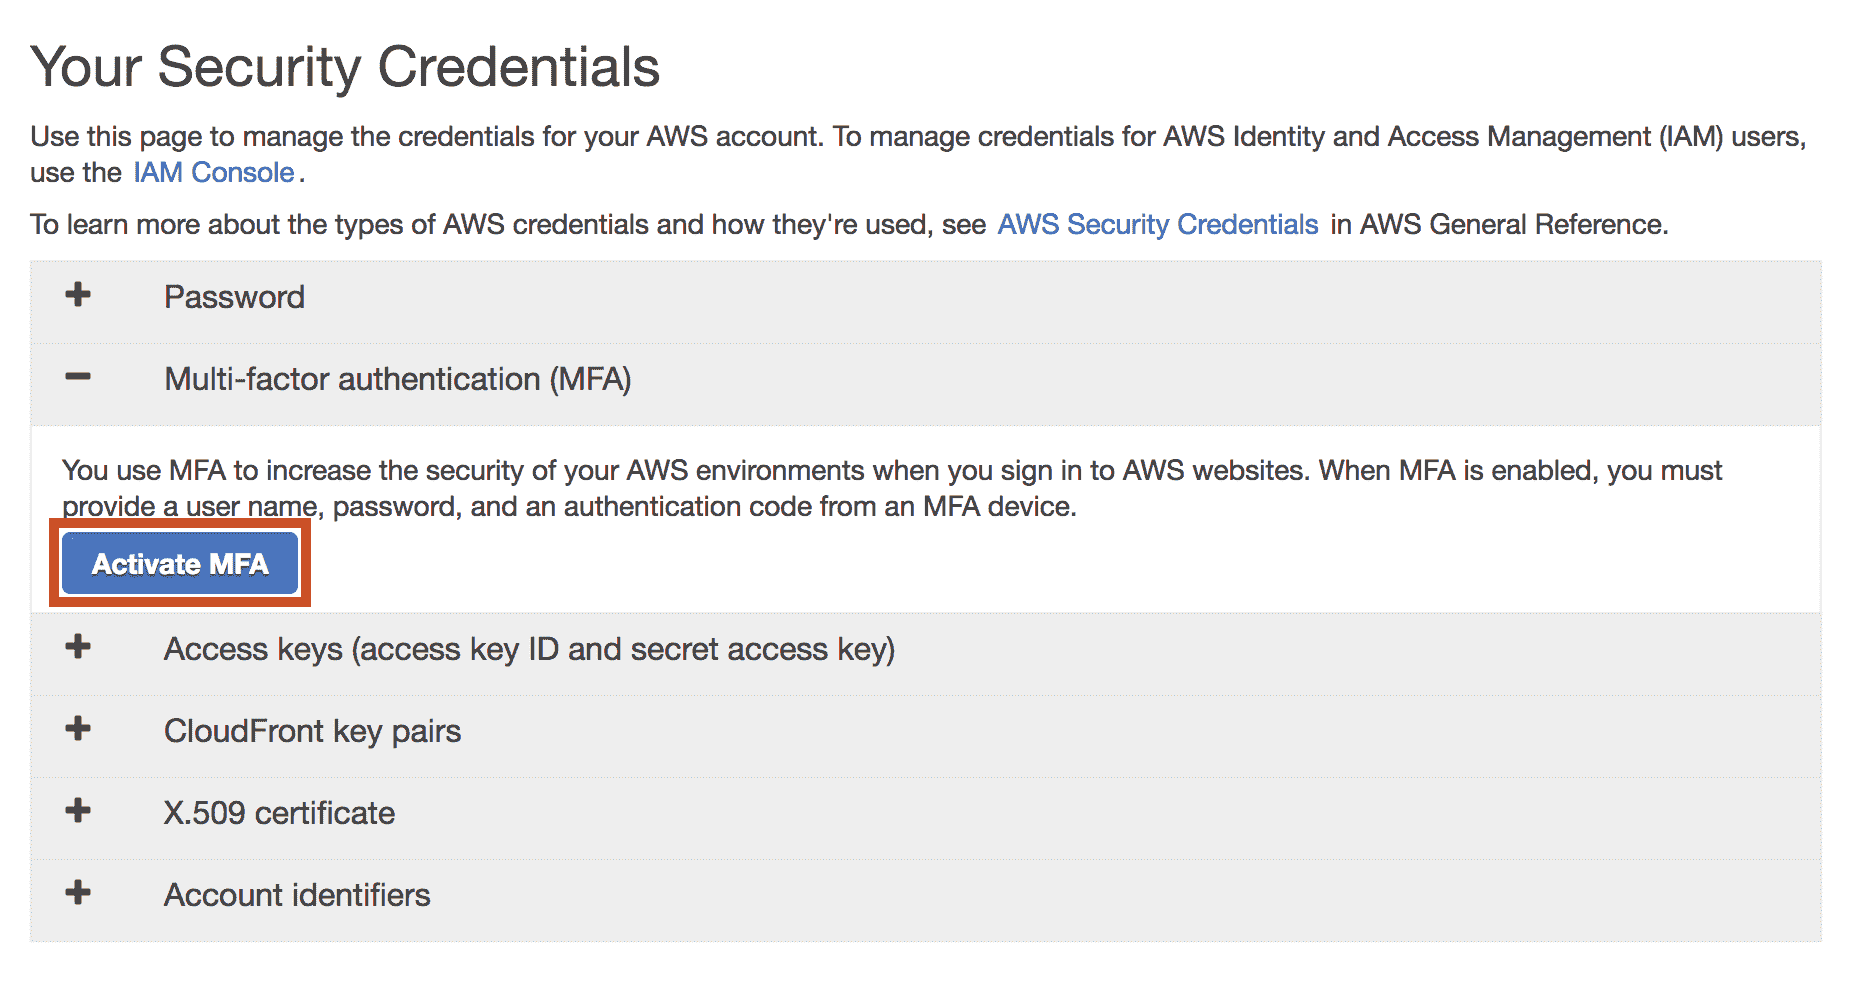 Your Security Credentials
Use this page to manage the credentials for your AWS account. To manage credentials for AWS Identity and Access Management (IAM) users,
use the IAM Console.
To learn more about the types of AWS credentials and how they're used, see AWS Security Credentials in AWS General Reference.
Password
Multi-factor authentication (MFA)
You use MFA to increase the security of your AWS environments when you sign in to AWS websites. When MFA is enabled, you must
provide a user name, password, and an authentication code from an MFA device.
Activate MFA
Access keys (access key ID and secret access key)
CloudFront key pairs
X.509 certificate
Account identifiers